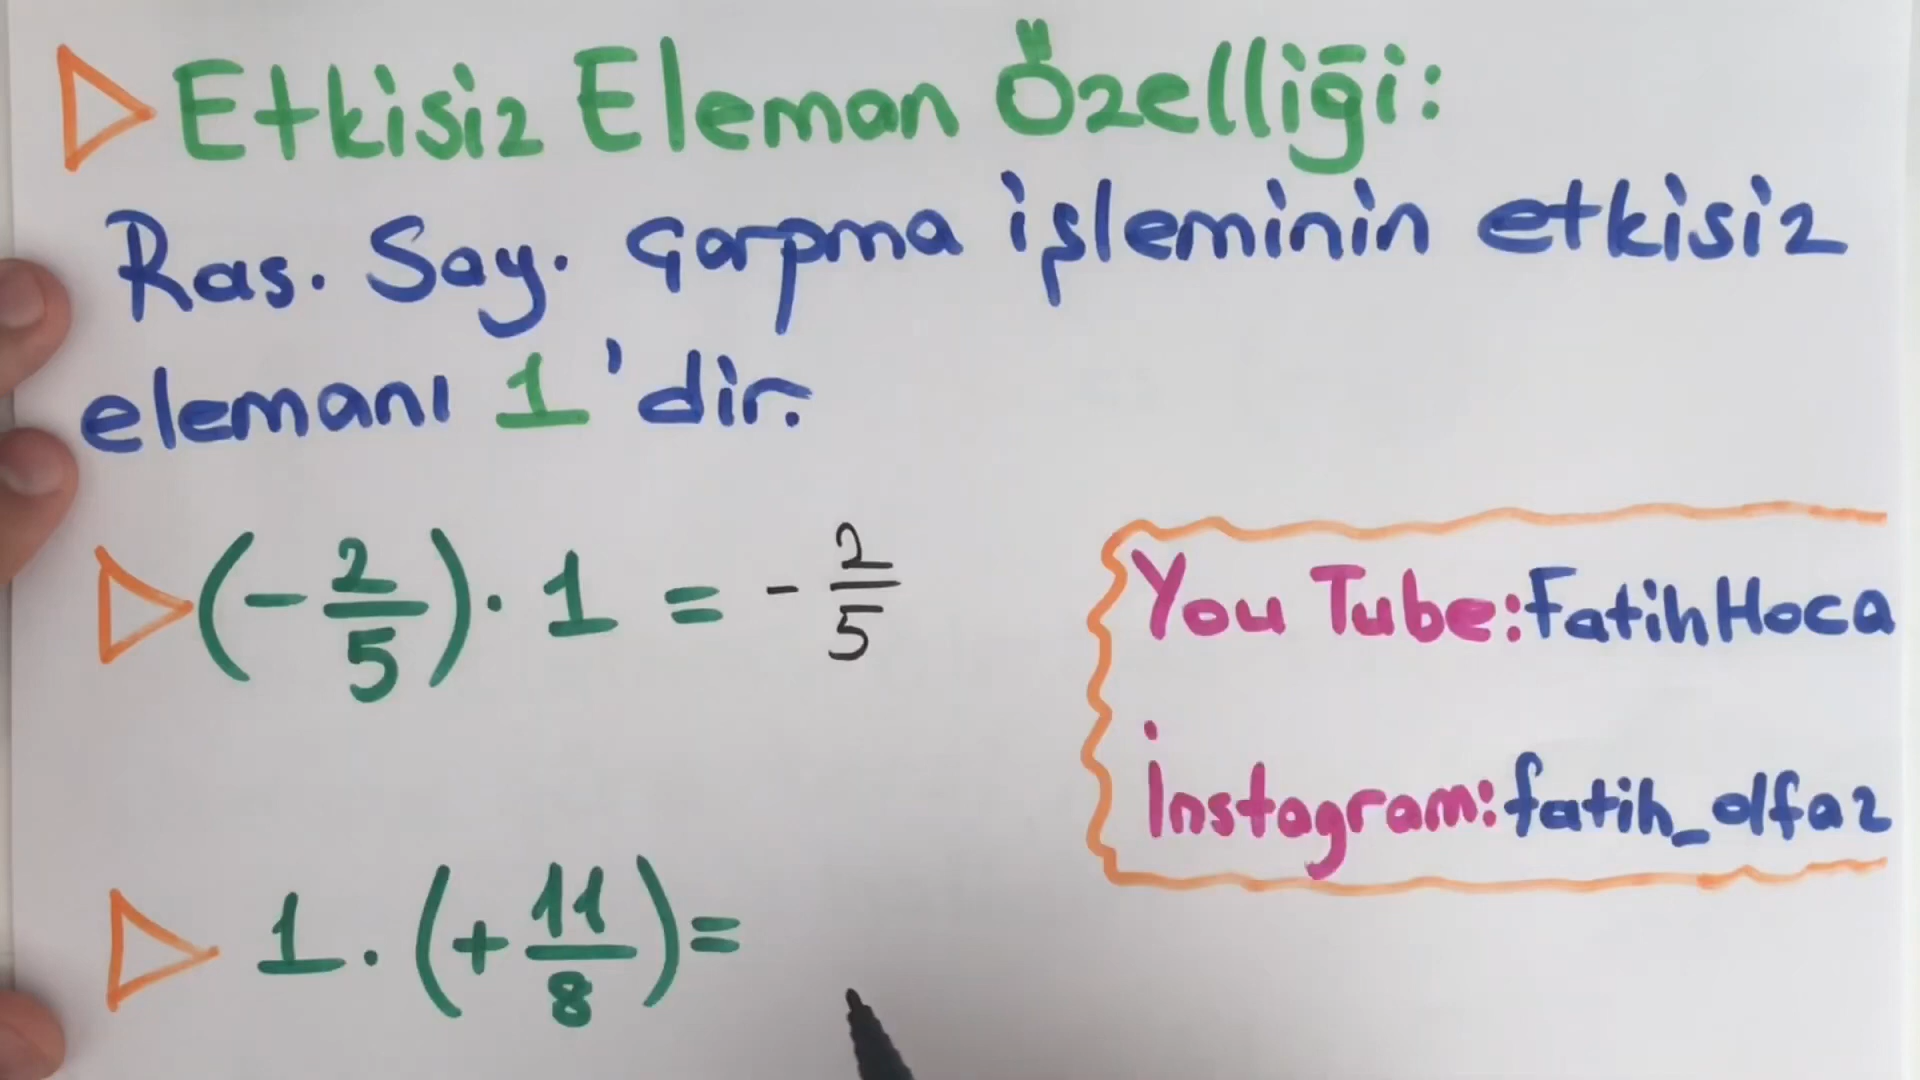 Etkisiz Eleman Özelliği:
Ras. Say. çarpma işleminin etkisiz
elemanı 1'dir.
(-2/5) · 1 = -2/5
1 · (+11/8) =
You Tube: FatihHoca
İnstagram: fatih_olfaz